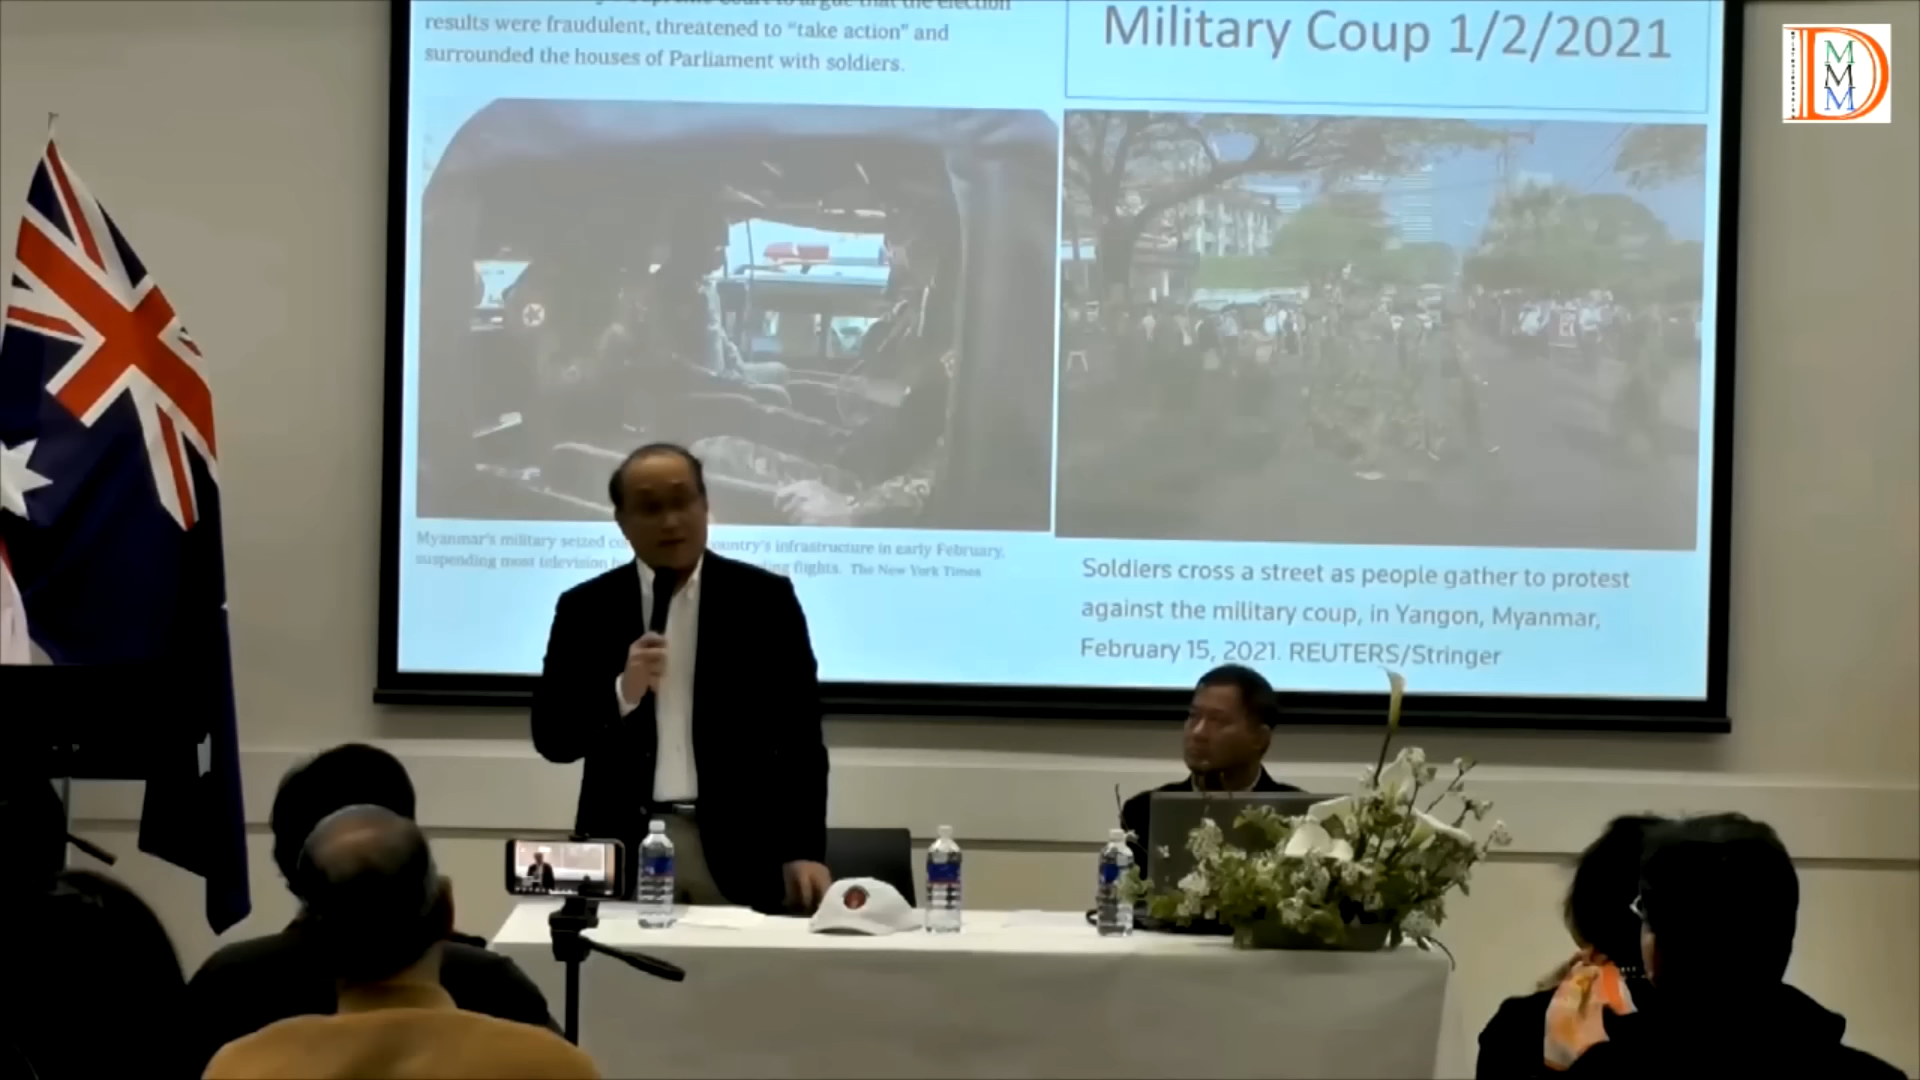 results were fraudulent, threatened to “take action” and
surrounded the houses of Parliament with soldiers.
Military Coup 1/2/2021
Myanmar’s military seized country’s infrastructure in early February,
suspending most television flights. The New York Times
Soldiers cross a street as people gather to protest
against the military coup, in Yangon, Myanmar,
February 15, 2021. REUTERS/Stringer
D
M
M
M